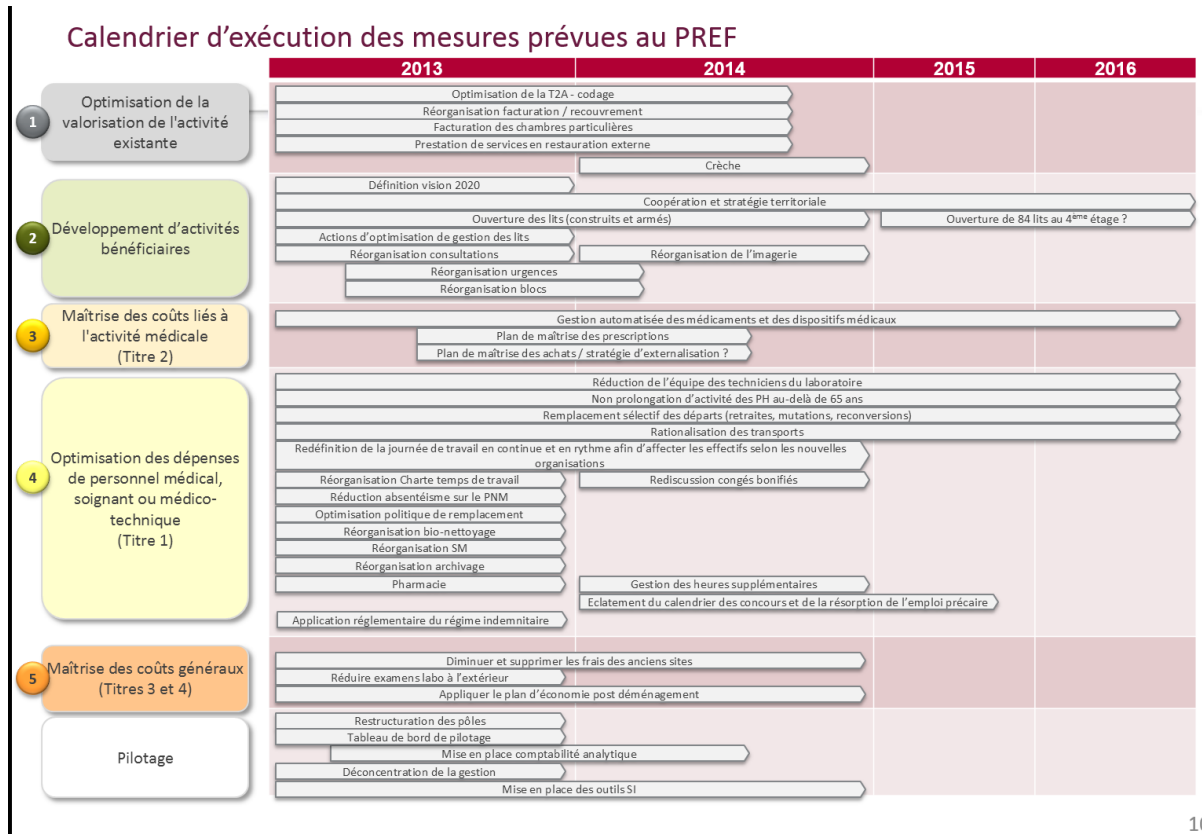 Calendrier d'exécution des mesures prévues au PREF
2013
2014
2015
2016
1
Optimisation de la
valorisation de l'activité
existante
Optimisation de la T2A - codage
Réorganisation facturation / recouvrement
Facturation des chambres particulières
Prestation de services en restauration externe
Crèche
2
Développement d'activités
bénéficiaires
Définition vision 2020
Coopération et stratégie territoriale
Ouverture des lits (construits et armés)
Ouverture de 84 lits au 4ème étage ?
Actions d'optimisation de gestion des lits
Réorganisation consultations
Réorganisation de l'imagerie
Réorganisation urgences
Réorganisation blocs
3
Maîtrise des coûts liés à
l'activité médicale
(Titre 2)
Gestion automatisée des médicaments et des dispositifs médicaux
Plan de maîtrise des prescriptions
Plan de maîtrise des achats / stratégie d'externalisation ?
4
Optimisation des dépenses
de personnel médical,
soignant ou médico-
technique
(Titre 1)
Réduction de l'équipe des techniciens du laboratoire
Non prolongation d'activité des PH au-delà de 65 ans
Remplacement sélectif des départs (retraites, mutations, reconversions)
Rationalisation des transports
Redéfinition de la journée de travail en continue et en rythme afin d'affecter les effectifs selon les nouvelles
organisations
Réorganisation Charte temps de travail
Rediscussion congés bonifiés
Réduction absentéisme sur le PNM
Optimisation politique de remplacement
Réorganisation bio-nettoyage
Réorganisation SM
Réorganisation archivage
Pharmacie
Gestion des heures supplémentaires
Eclatement du calendrier des concours et de la résorption de l'emploi précaire
Application réglementaire du régime indemnitaire
5
Maîtrise des coûts généraux
(Titres 3 et 4)
Diminuer et supprimer les frais des anciens sites
Réduire examens labo à l'extérieur
Appliquer le plan d'économie post déménagement
Pilotage
Restructuration des pôles
Tableau de bord de pilotage
Mise en place comptabilité analytique
Déconcentration de la gestion
Mise en place des outils SI